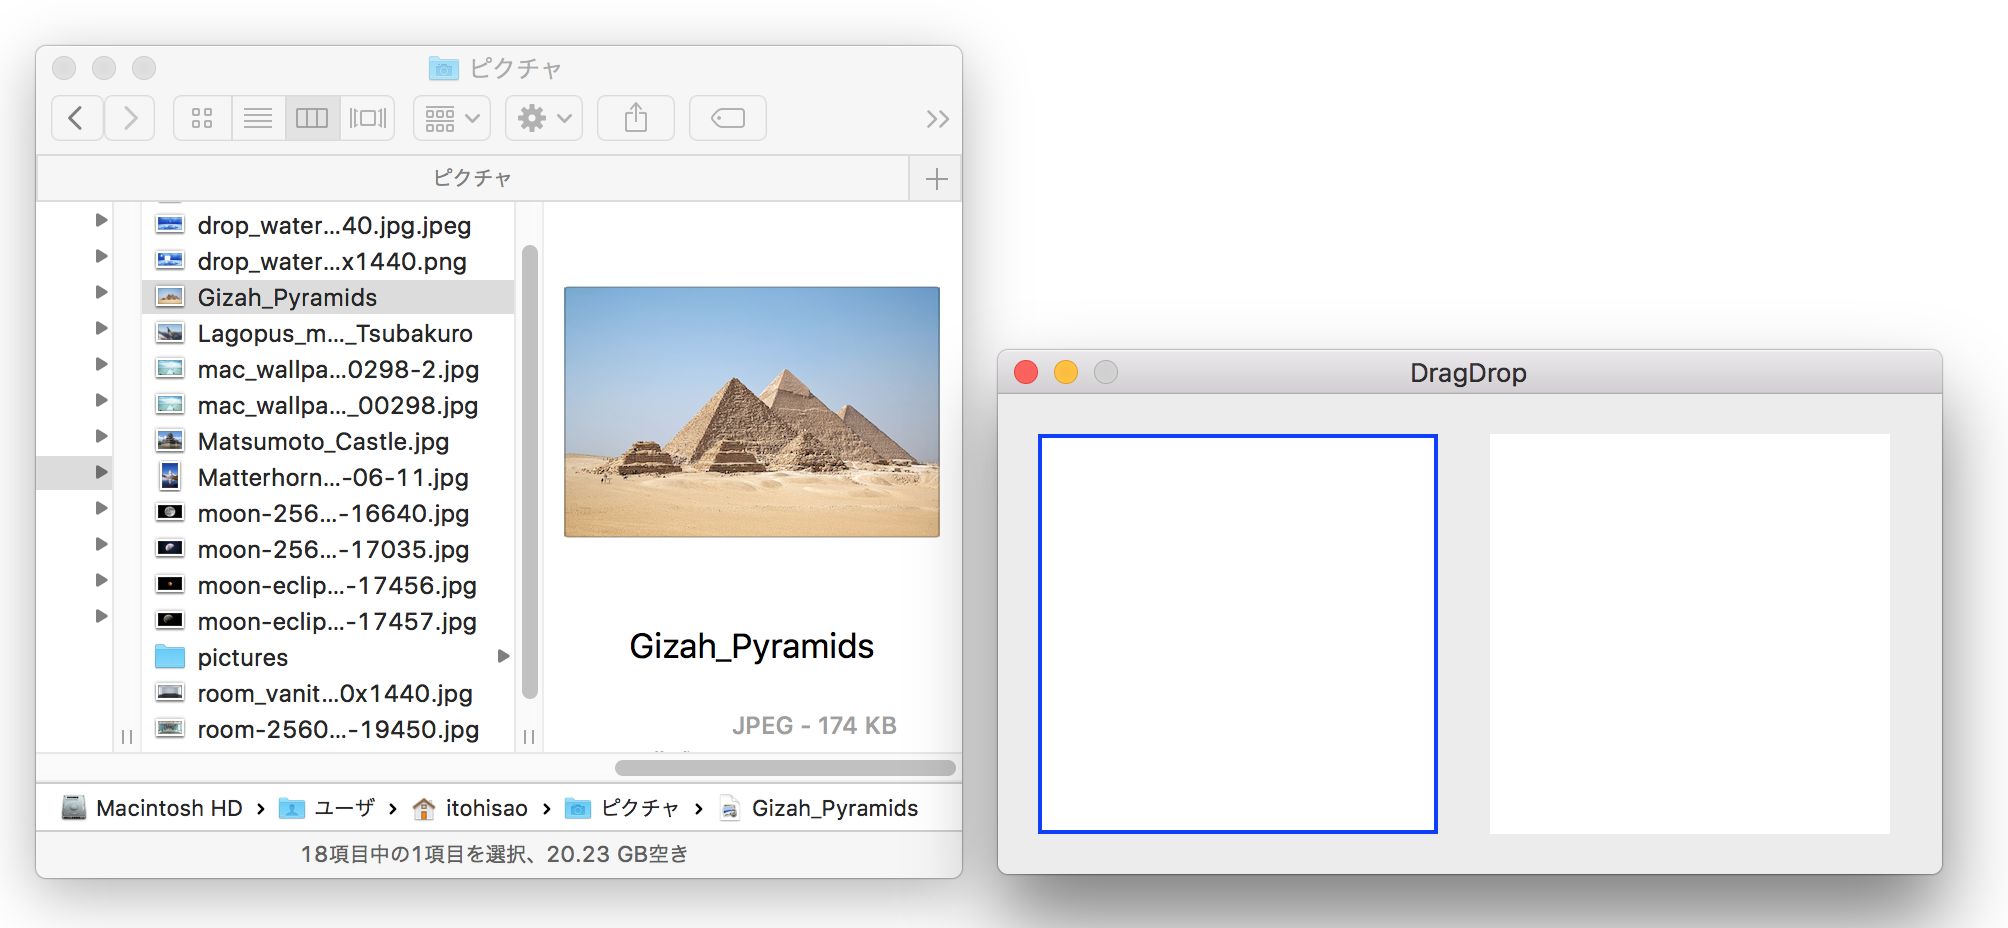 ピクチャ
ピクチャ
drop_water...40.jpg.jpeg
drop_water...x1440.png
Gizah_Pyramids
Lagopus_m..._Tsubakuro
mac_wallpa...0298-2.jpg
mac_wallpa..._00298.jpg
Matsumoto_Castle.jpg
Matterhorn...-06-11.jpg
moon-256...-16640.jpg
moon-256...-17035.jpg
moon-eclip...-17456.jpg
moon-eclip...-17457.jpg
pictures
room_vanit...0x1440.jpg
room-2560...-19450.jpg
Gizah_Pyramids
JPEG - 174 KB
Macintosh HD › ユーザ › itohisao › ピクチャ › Gizah_Pyramids
18項目中の1項目を選択、20.23 GB空き
DragDrop